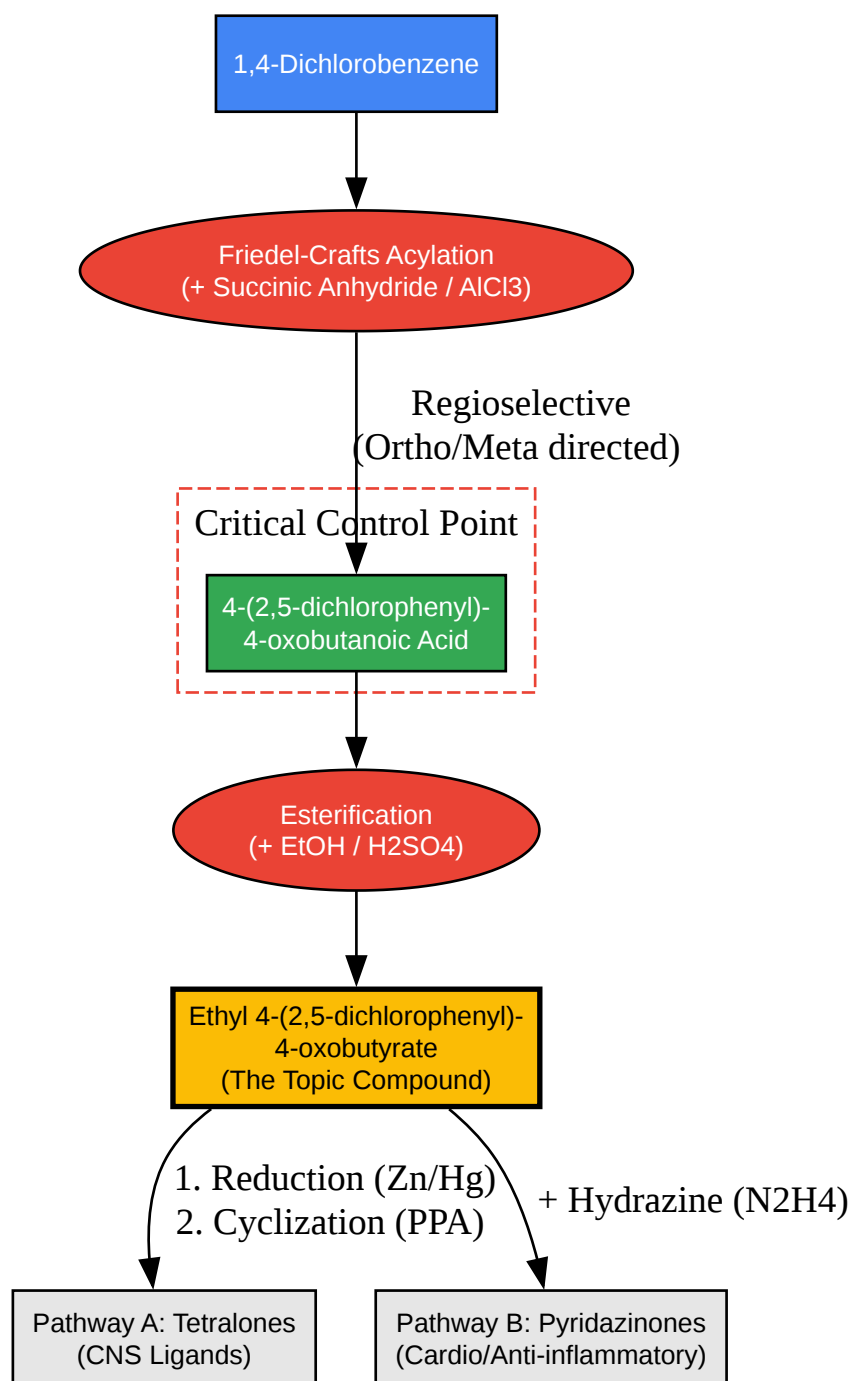 1,4-Dichlorobenzene
Friedel-Crafts Acylation
(+ Succinic Anhydride / AlCl3)
Regioselective
(Ortho/Meta directed)
Critical Control Point
4-(2,5-dichlorophenyl)-
4-oxobutanoic Acid
Esterification
(+ EtOH / H2SO4)
Ethyl 4-(2,5-dichlorophenyl)-
4-oxobutyrate
(The Topic Compound)
1. Reduction (Zn/Hg)
2. Cyclization (PPA)
+ Hydrazine (N2H4)
Pathway A: Tetralones
(CNS Ligands)
Pathway B: Pyridazinones
(Cardio/Anti-inflammatory)